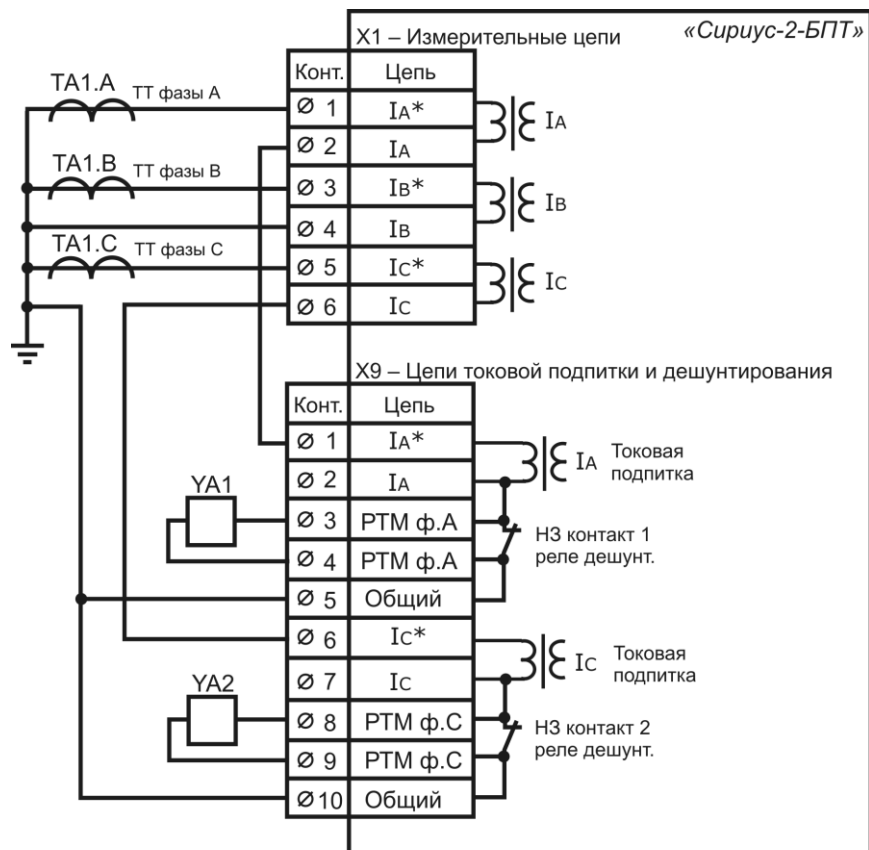 «Сириус-2-БПТ»
X1 – Измерительные цепи
Конт. Цепь
TA1.A ТТ фазы А
1 IA* IA
2 IA
TA1.B ТТ фазы В
3 IB* IB
4 IB
TA1.C ТТ фазы С
5 IC* IC
6 IC
X9 – Цепи токовой подпитки и дешунтирования
Конт. Цепь
1 IA*
IA Токовая
подпитка
2 IA
YA1
3 РТМ ф.А
НЗ контакт 1
реле дешунт.
4 РТМ ф.А
5 Общий
6 IC*
IC Токовая
подпитка
7 IC
YA2
8 РТМ ф.С
НЗ контакт 2
реле дешунт.
9 РТМ ф.С
10 Общий